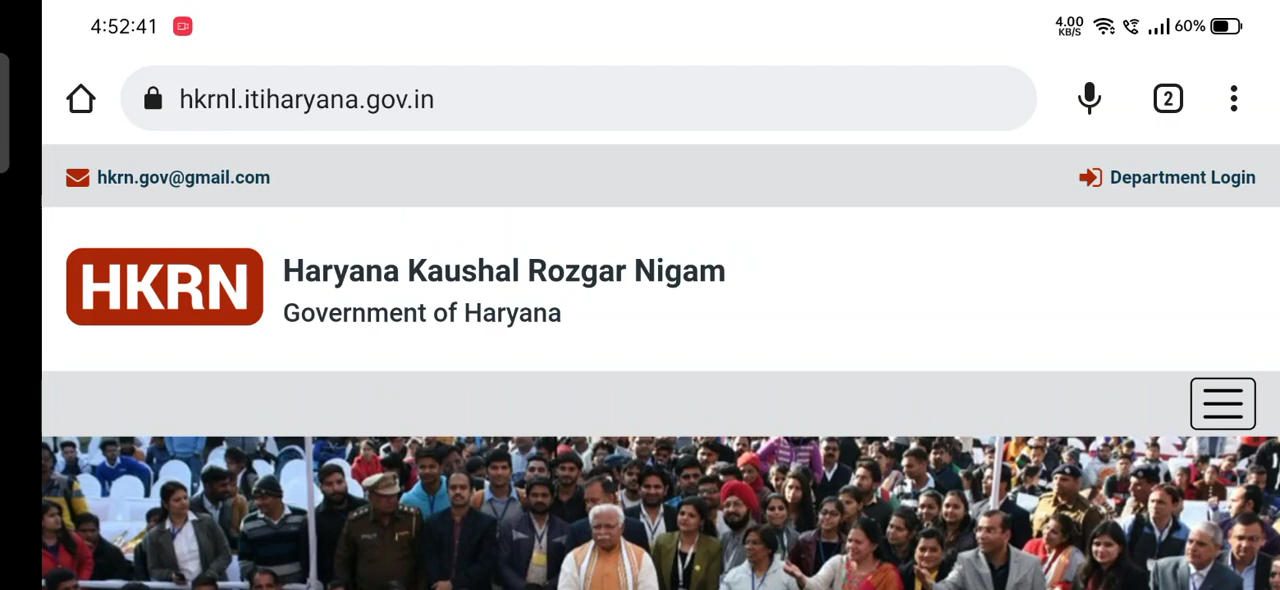 4:52:41
4.00
KB/S
60%
hkrnl.itiharyana.gov.in
2
hkrn.gov@gmail.com
Department Login
HKRN
Haryana Kaushal Rozgar Nigam
Government of Haryana